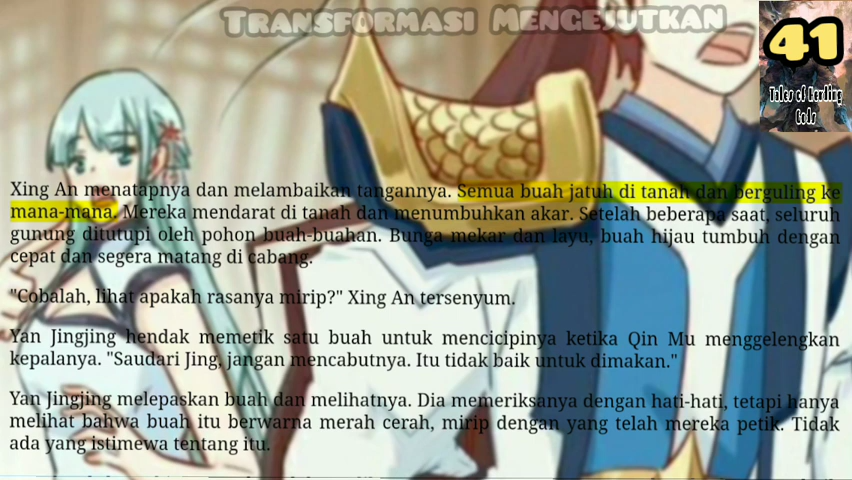 Transformasi Mengejutkan
41
Tales of Herding
Gods
Xing An menatapnya dan melambaikan tangannya. Semua buah jatuh di tanah dan berguling ke
mana-mana. Mereka mendarat di tanah dan menumbuhkan akar. Setelah beberapa saat, seluruh
gunung ditutupi oleh pohon buah-buahan. Bunga mekar dan layu, buah hijau tumbuh dengan
cepat dan segera matang di cabang.
"Cobalah, lihat apakah rasanya mirip?" Xing An tersenyum.
Yan Jingjing hendak memetik satu buah untuk mencicipinya ketika Qin Mu menggelengkan
kepalanya. "Saudari Jing, jangan mencabutnya. Itu tidak baik untuk dimakan."
Yan Jingjing melepaskan buah dan melihatnya. Dia memeriksanya dengan hati-hati, tetapi hanya
melihat bahwa buah itu berwarna merah cerah, mirip dengan yang telah mereka petik. Tidak
ada yang istimewa tentang itu.